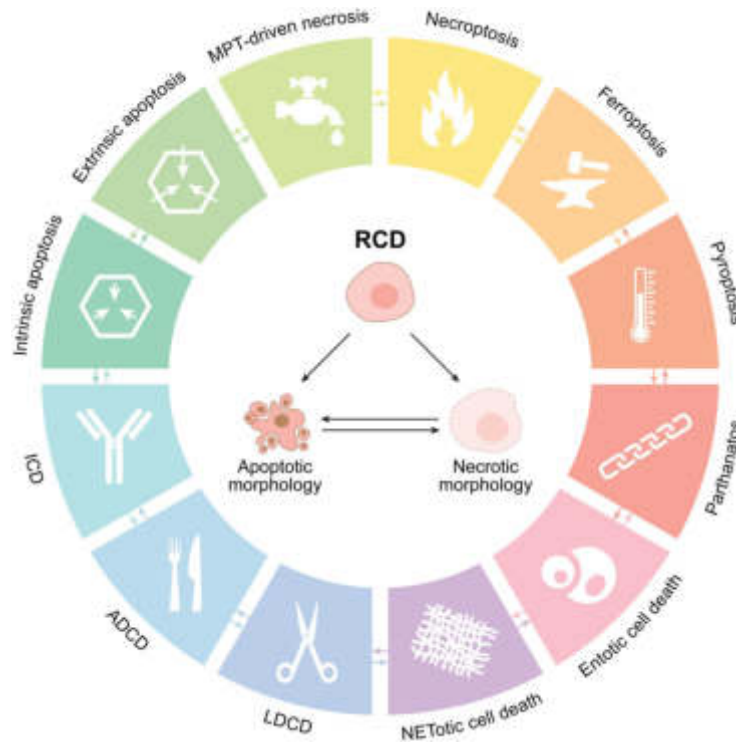 MPT-driven necrosis
Necroptosis
Ferroptosis
Pyroptosis
Parthanatos
Entotic cell death
NETotic cell death
LDCD
ADCD
ICD
Intrinsic apoptosis
Extrinsic apoptosis
RCD
Apoptotic
morphology
Necrotic
morphology